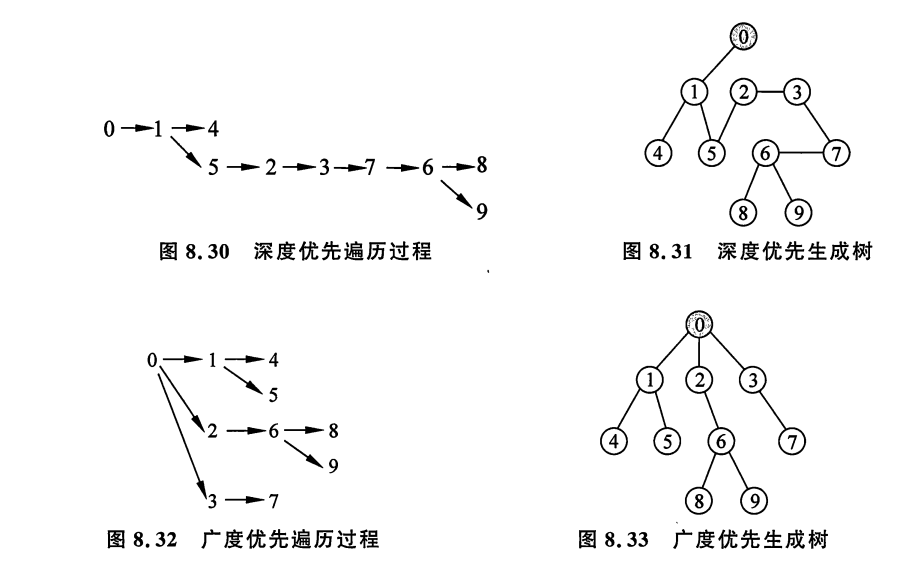 0 → 1 → 4
5 → 2 → 3 → 7 → 6 → 8
9
图 8.30 深度优先遍历过程
0
1 2 3
4 5 6 7
8 9
图 8.31 深度优先生成树
0 → 1 → 4
5
2 → 6 → 8
9
3 → 7
图 8.32 广度优先遍历过程
0
1 2 3
4 5 6 7
8 9
图 8.33 广度优先生成树